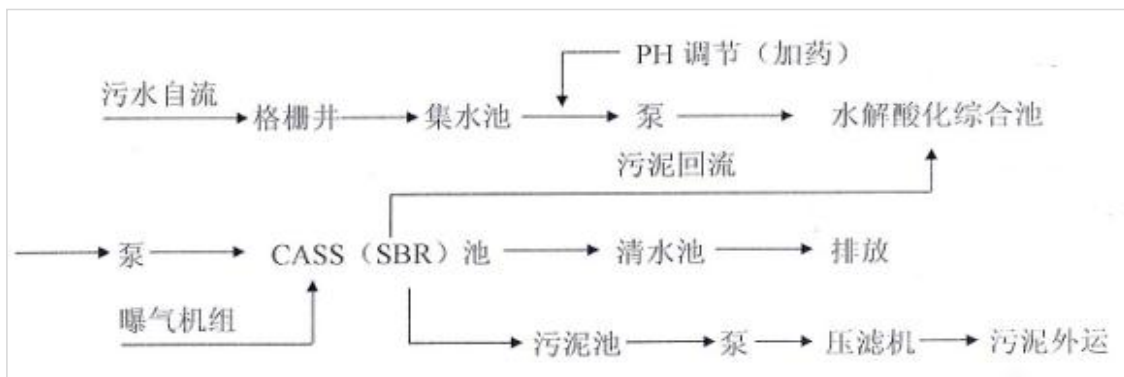 PH 调节（加药）
污水自流
格栅井 集水池 泵 水解酸化综合池
污泥回流
泵 CASS（SBR）池 清水池 排放
曝气机组
污泥池 泵 压滤机 污泥外运